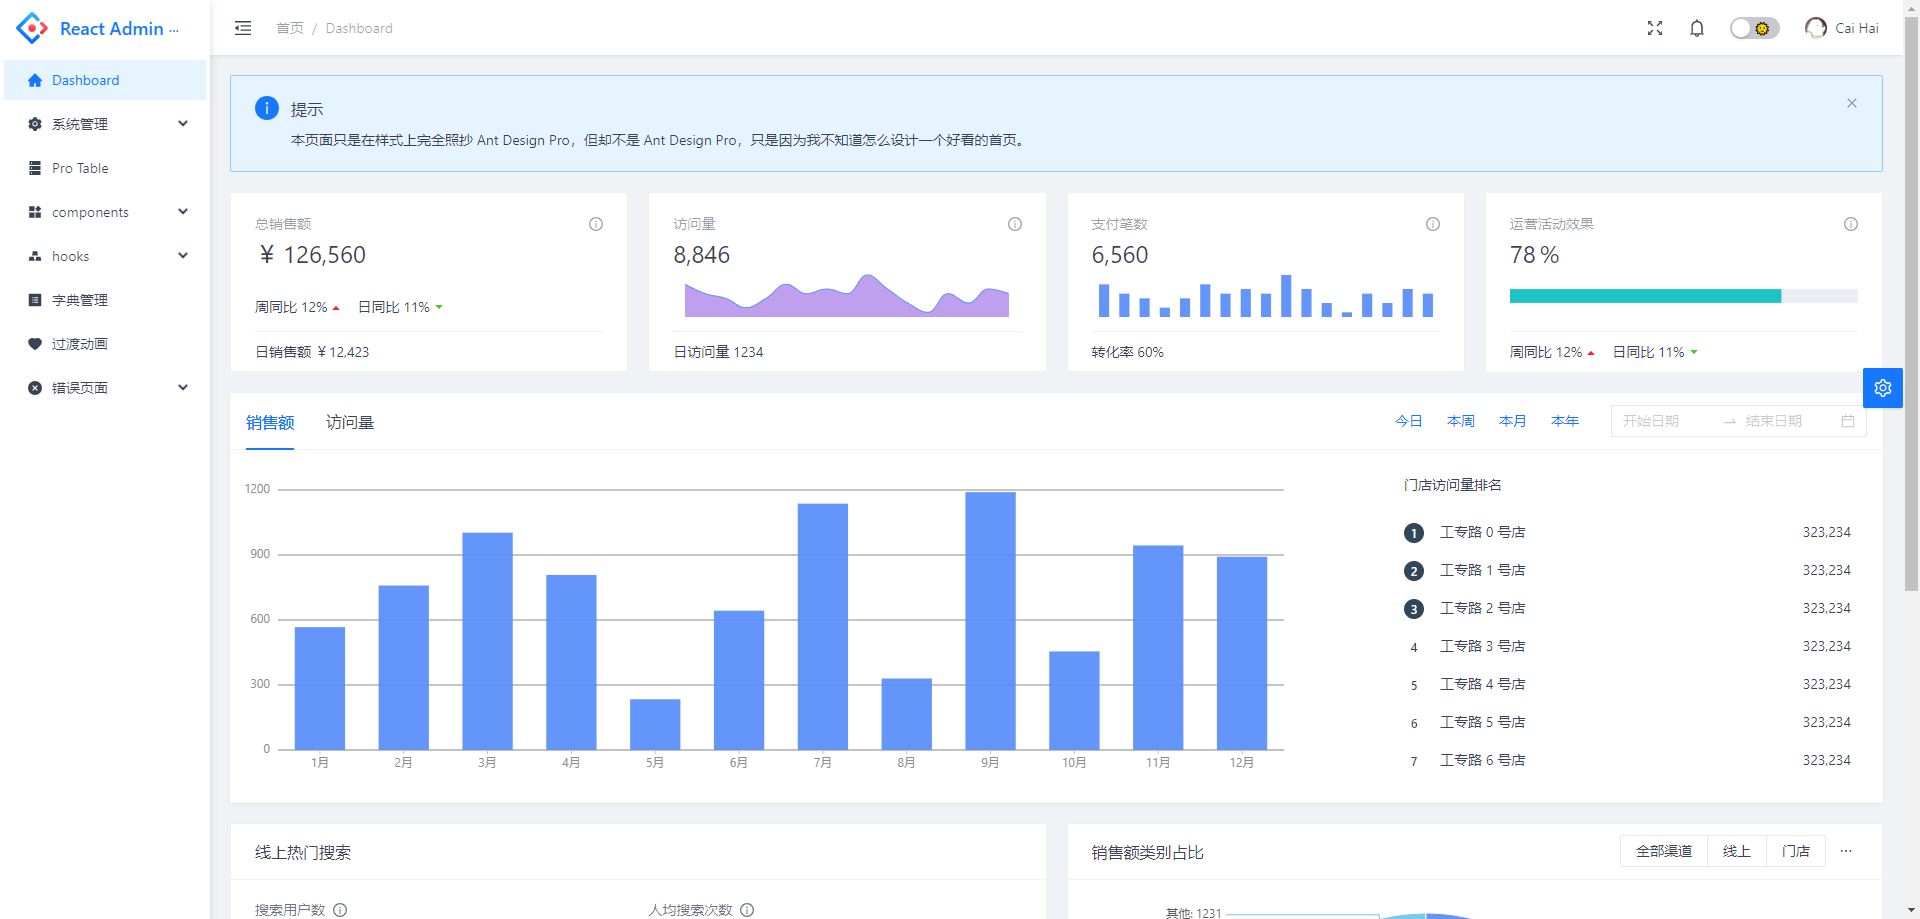 React Admin ...
首页 / Dashboard
Cai Hai
Dashboard
系统管理
Pro Table
components
hooks
字典管理
过渡动画
错误页面
提示
本页面只是在样式上完全照抄 Ant Design Pro，但却不是 Ant Design Pro，只是因为我不知道怎么设计一个好看的首页。
总销售额
¥ 126,560
周同比 12% 日同比 11%
日销售额 ¥ 12,423
访问量
8,846
日访问量 1234
支付笔数
6,560
转化率 60%
运营活动效果
78 %
周同比 12% 日同比 11%
销售额 访问量
今日 本周 本月 本年 开始日期 结束日期
1200
900
600
300
0
1月 2月 3月 4月 5月 6月 7月 8月 9月 10月 11月 12月
门店访问量排名
1 工专路 0 号店 323,234
2 工专路 1 号店 323,234
3 工专路 2 号店 323,234
4 工专路 3 号店 323,234
5 工专路 4 号店 323,234
6 工专路 5 号店 323,234
7 工专路 6 号店 323,234
线上热门搜索
搜索用户数 人均搜索次数
销售额类别占比
全部渠道 线上 门店 ...
其他: 1231